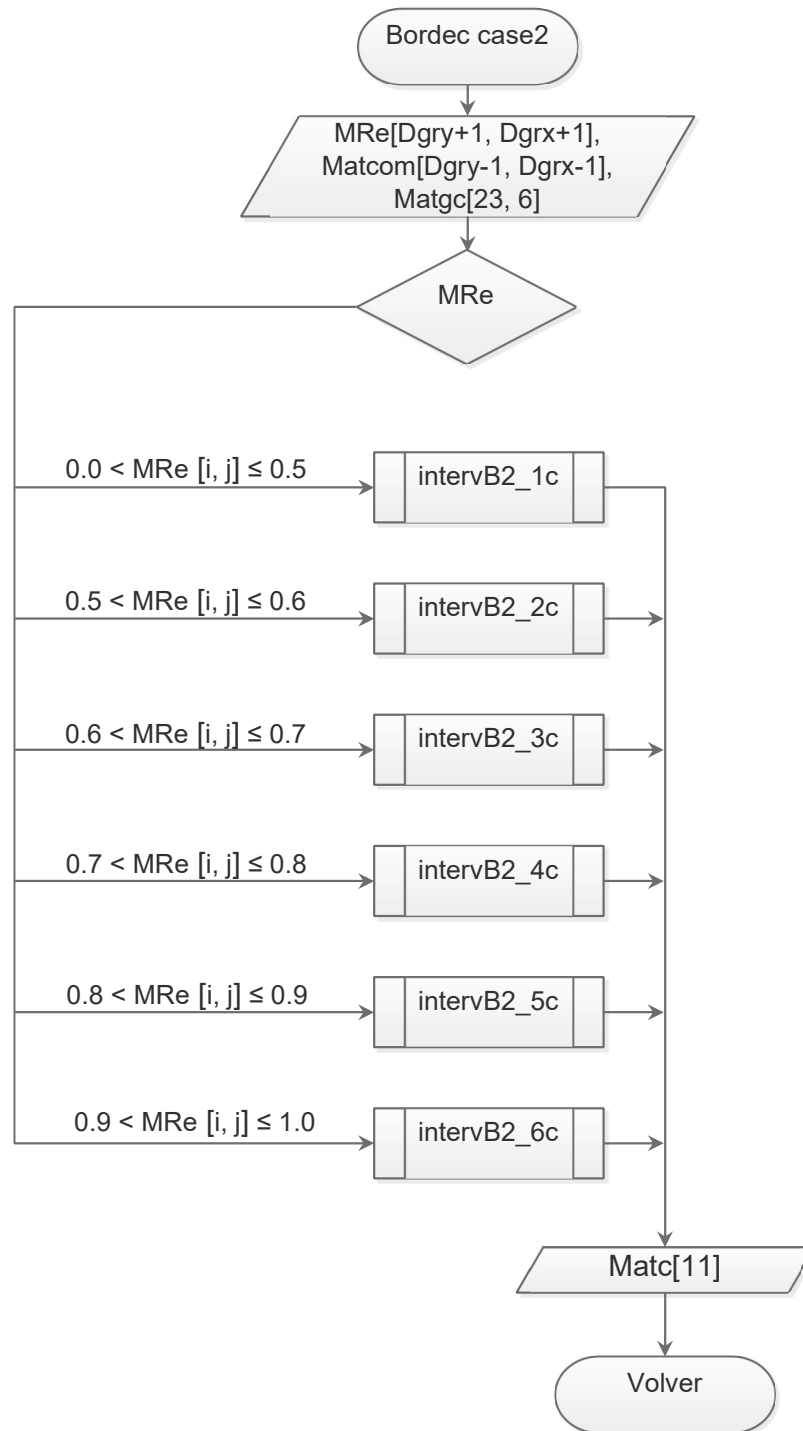 Bordec case2
MRe[Dgry+1, Dgrx+1],
Matcom[Dgry-1, Dgrx-1],
Matgc[23, 6]
MRe
0.0 < MRe [i, j] ≤ 0.5
intervB2_1c
0.5 < MRe [i, j] ≤ 0.6
intervB2_2c
0.6 < MRe [i, j] ≤ 0.7
intervB2_3c
0.7 < MRe [i, j] ≤ 0.8
intervB2_4c
0.8 < MRe [i, j] ≤ 0.9
intervB2_5c
0.9 < MRe [i, j] ≤ 1.0
intervB2_6c
Matc[11]
Volver